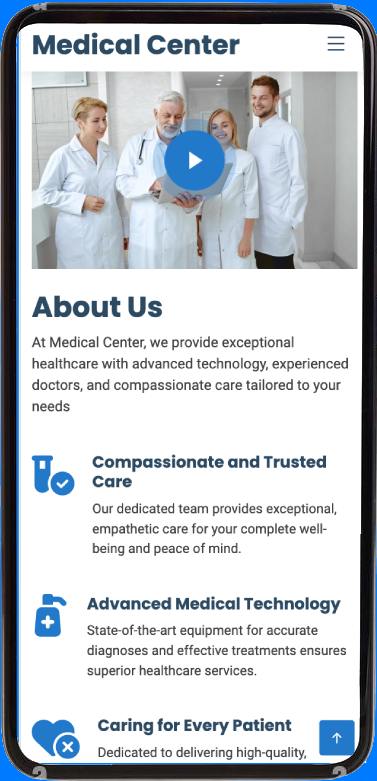 Medical Center
About Us
At Medical Center, we provide exceptional
healthcare with advanced technology, experienced
doctors, and compassionate care tailored to your
needs
Compassionate and Trusted
Care
Our dedicated team provides exceptional,
empathetic care for your complete well-
being and peace of mind.
Advanced Medical Technology
State-of-the-art equipment for accurate
diagnoses and effective treatments ensures
superior healthcare services.
Caring for Every Patient
Dedicated to delivering high-quality,